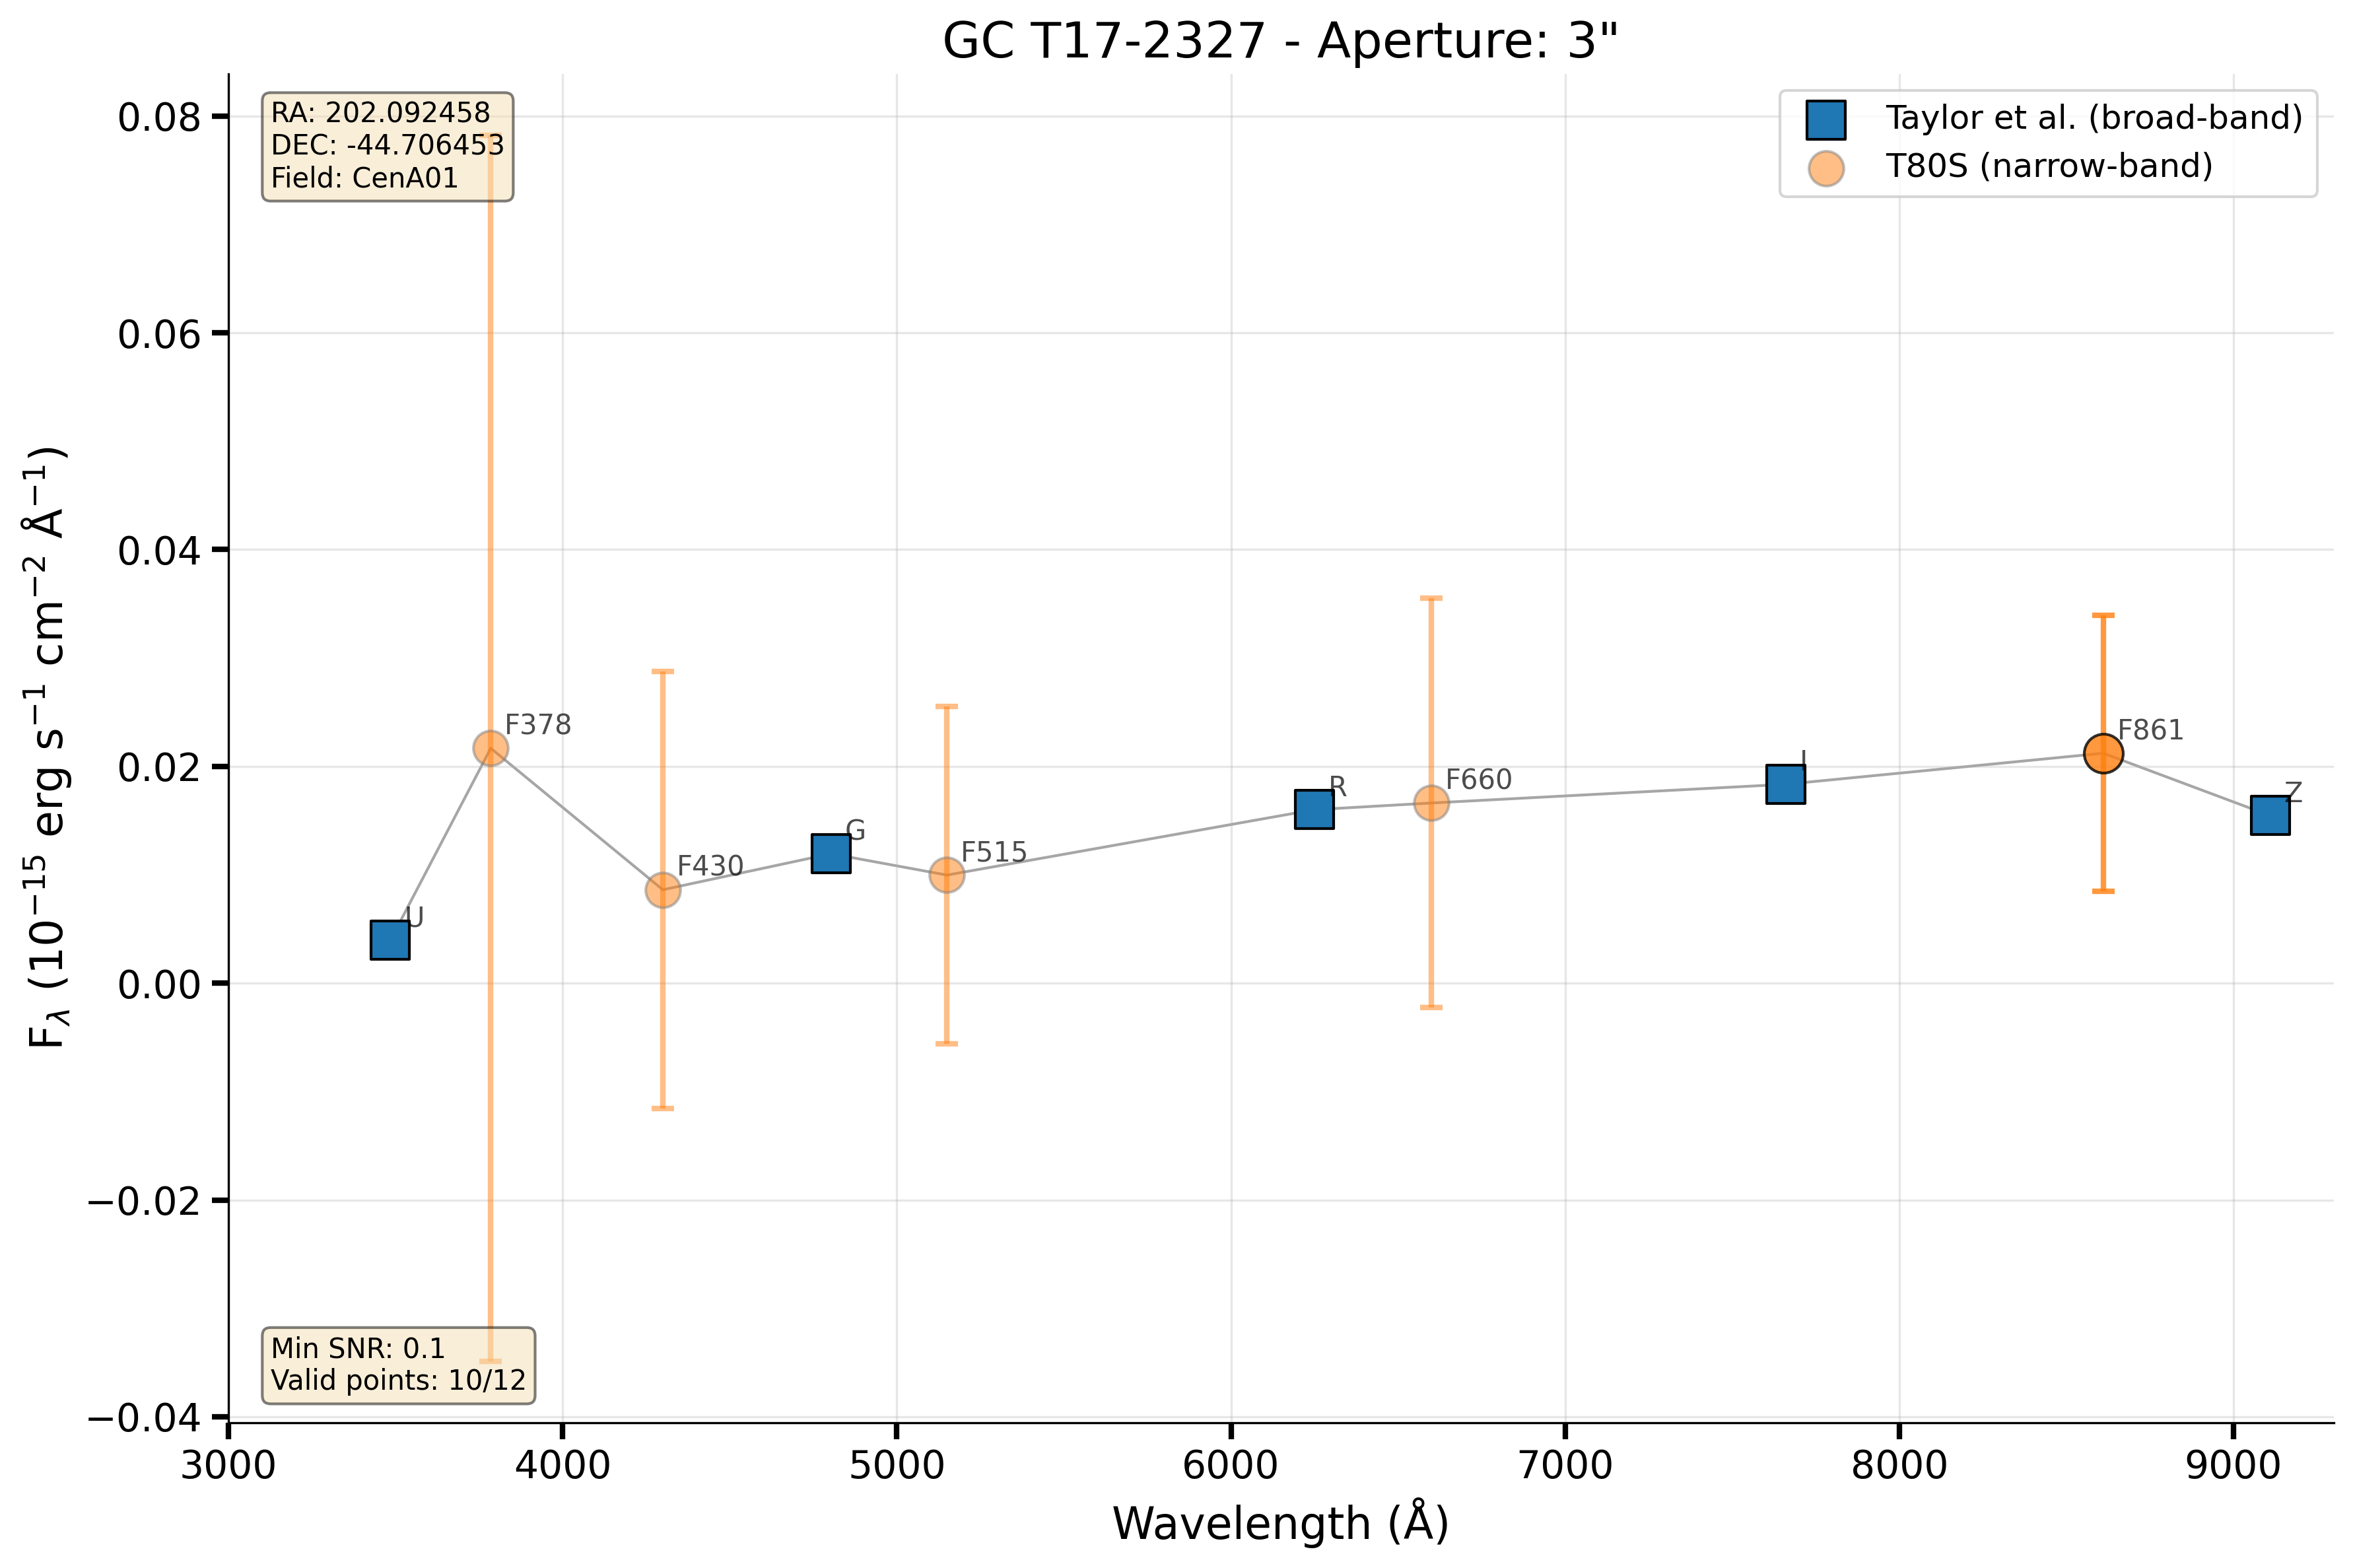 GC T17-2327 - Aperture: 3"
RA: 202.092458
DEC: -44.706453
Field: CenA01
Taylor et al. (broad-band)
T80S (narrow-band)
0.08
0.06
0.04
0.02
0.00
−0.02
−0.04
F$_λ$ (10$^{−15}$ erg s$^{−1}$ cm$^{−2}$ Å$^{−1}$)
U
F378
F430
G
F515
R
F660
I
F861
Z
Min SNR: 0.1
Valid points: 10/12
3000 4000 5000 6000 7000 8000 9000
Wavelength (Å)